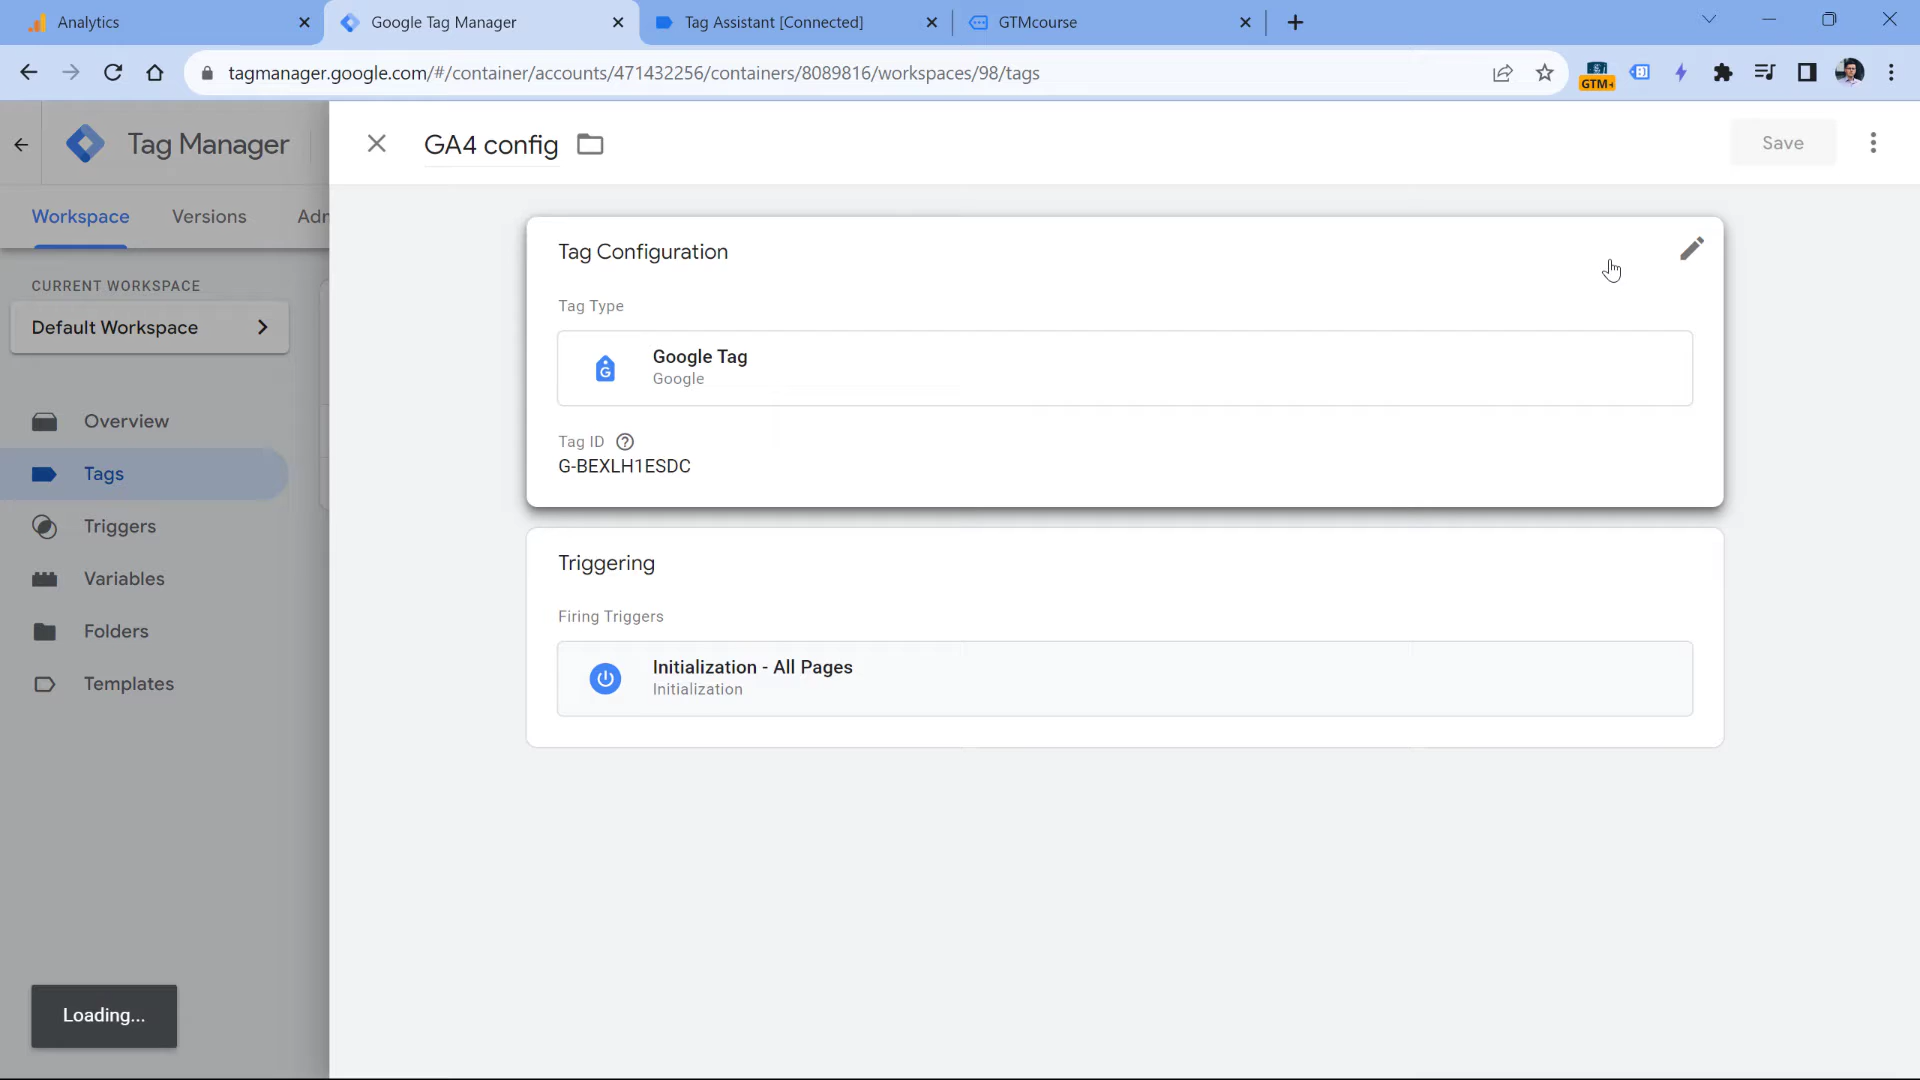 Analytics
Google Tag Manager
Tag Assistant [Connected]
GTMcourse
tagmanager.google.com/#/container/accounts/471432256/containers/8089816/workspaces/98/tags
GTM
Tag Manager
GA4 config
Save
Workspace
Versions
Adm
CURRENT WORKSPACE
Default Workspace
Overview
Tags
Triggers
Variables
Folders
Templates
Loading...
Tag Configuration
Tag Type
G
Google Tag
Google
Tag ID
G-BEXLH1ESDC
Triggering
Firing Triggers
Initialization - All Pages
Initialization